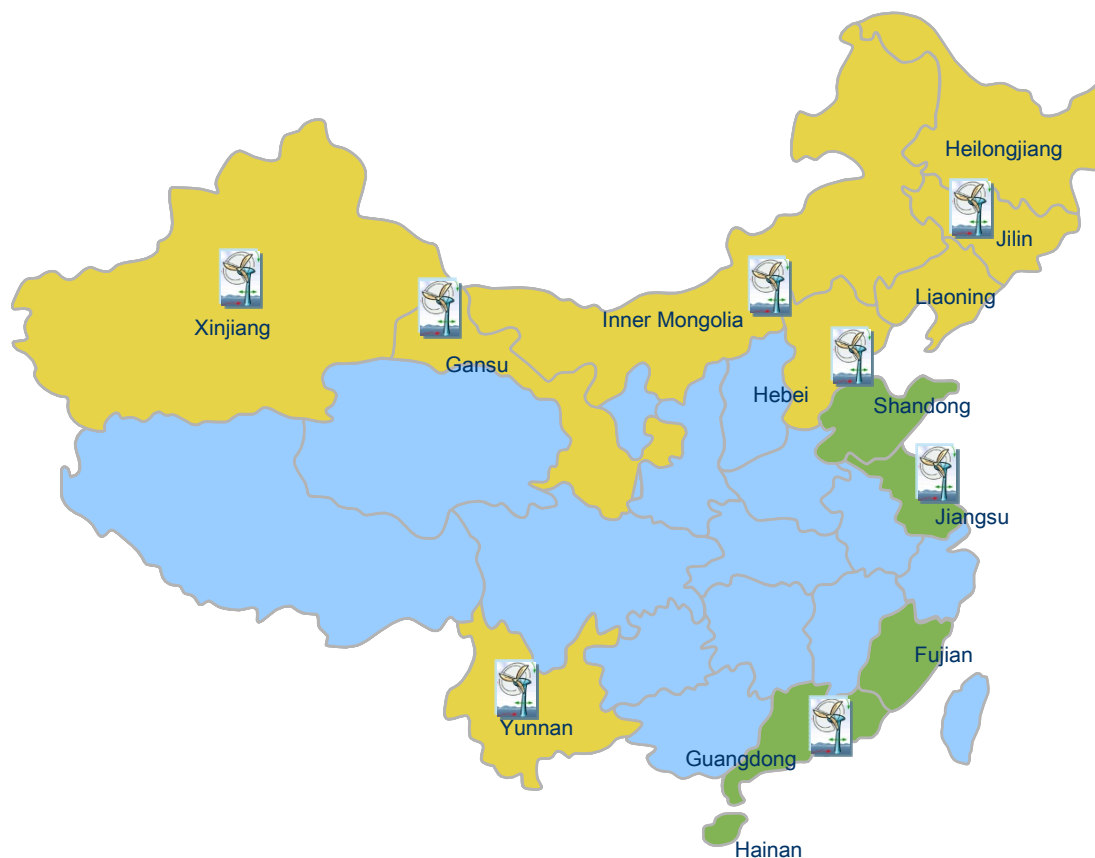 Heilongjiang
Jilin
Liaoning
Xinjiang
Inner Mongolia
Gansu
Hebei
Shandong
Jiangsu
Fujian
Yunnan
Guangdong
Hainan